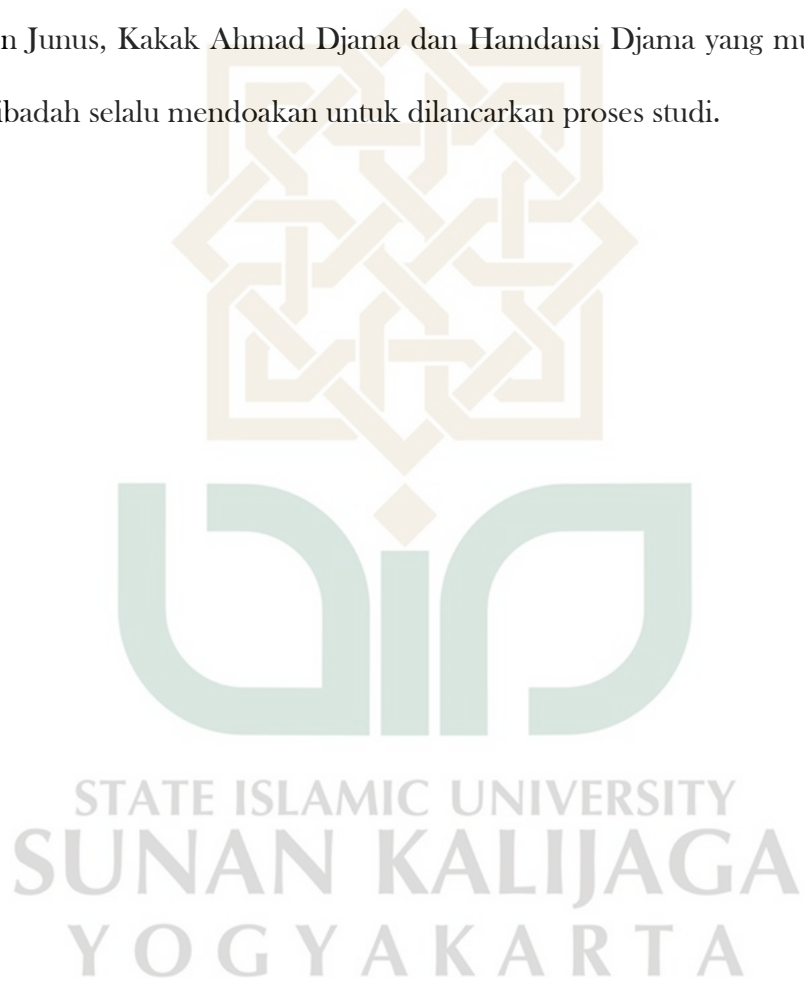 n Junus, Kakak Ahmad Djama dan Hamdansi Djama yang mu
ibadah selalu mendoakan untuk dilancarkan proses studi.
STATE ISLAMIC UNIVERSITY
SUNAN KALIJAGA
YOGYAKARTA